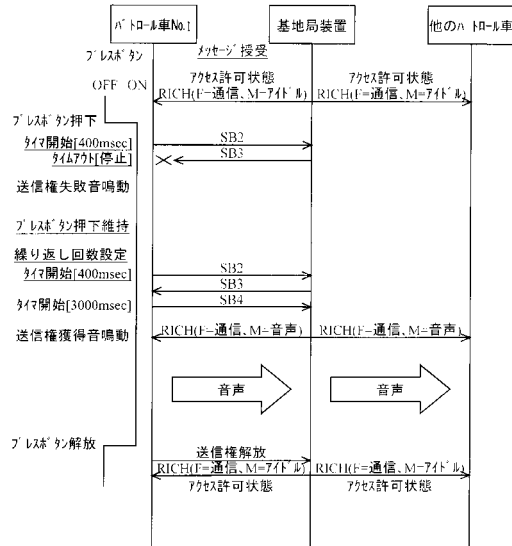 パトロール車No.1
基地局装置
他のパトロール車
プレスボタン
メッセージ授受
OFF ON
アクセス許可状態
アクセス許可状態
RICH(F=通信、M=アイドル)
RICH(F=通信、M=アイドル)
プレスボタン押下
タイマ開始[400msec]
SB2
タイムアウト[停止]
SB3
送信権失敗音鳴動
プレスボタン押下維持
繰り返し回数設定
タイマ開始[400msec]
SB2
SB3
タイマ開始[3000msec]
SB4
送信権獲得音鳴動
RICH(F=通信、M=音声)
RICH(F=通信、M=音声)
音声
音声
プレスボタン解放
送信権解放
RICH(F=通信、M=アイドル)
RICH(F=通信、M=アイドル)
アクセス許可状態
アクセス許可状態